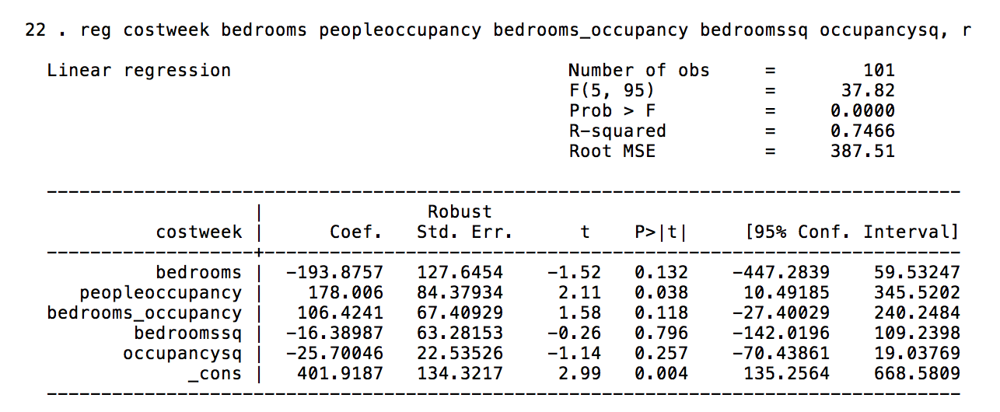 22 . reg costweek bedrooms peopleoccupancy bedrooms_occupancy bedroomssq occupancysq, r
Linear regression                               Number of obs     =        101
                                                F(5, 95)          =      37.82
                                                Prob > F          =     0.0000
                                                R-squared         =     0.7466
                                                Root MSE          =     387.51
------------------------------------------------------------------------------------
                   |               Robust
          costweek |      Coef.   Std. Err.      t    P>|t|     [95% Conf. Interval]
-------------------+----------------------------------------------------------------
          bedrooms |  -193.8757   127.6454    -1.52   0.132    -447.2839    59.53247
   peopleoccupancy |    178.006   84.37934     2.11   0.038     10.49185    345.5202
bedrooms_occupancy |   106.4241   67.40929     1.58   0.118    -27.40029    240.2484
        bedroomssq |  -16.38987   63.28153    -0.26   0.796    -142.0196    109.2398
       occupancysq |  -25.70046   22.53526    -1.14   0.257    -70.43861    19.03769
             _cons |   401.9187   134.3217     2.99   0.004     135.2564    668.5809
------------------------------------------------------------------------------------